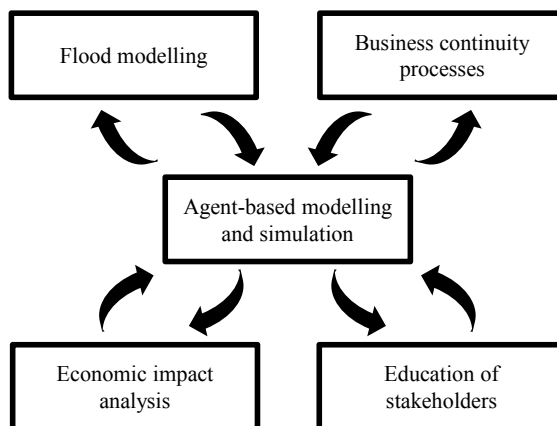 Flood modelling
Business continuity
processes
Agent-based modelling
and simulation
Economic impact
analysis
Education of
stakeholders